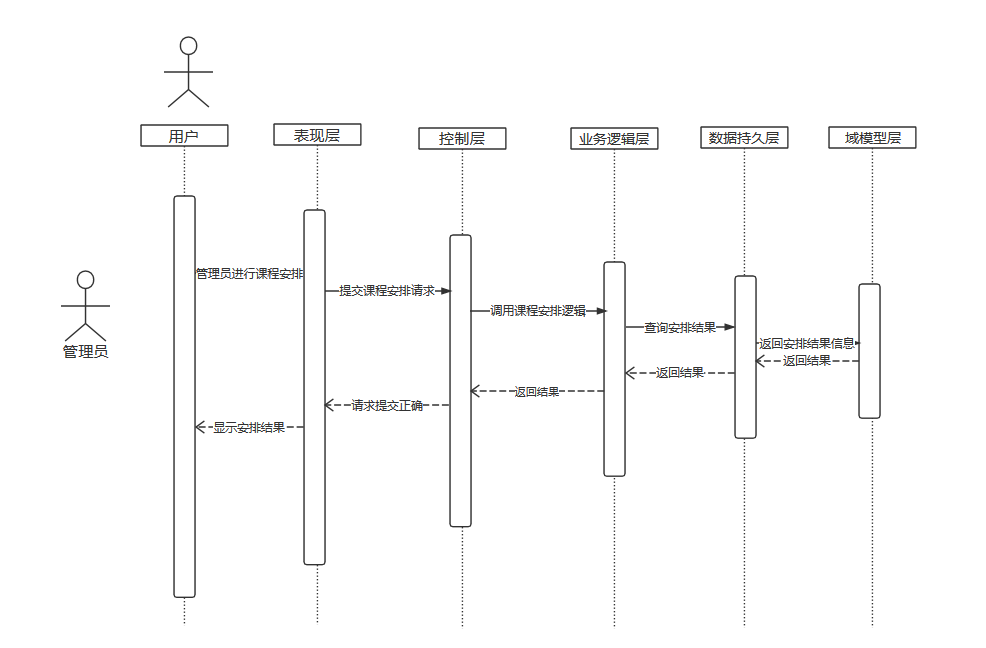 用户
表现层
控制层
业务逻辑层
数据持久层
域模型层
管理员进行课程安排
提交课程安排请求
调用课程安排逻辑
查询安排结果
返回安排结果信息
返回结果
返回结果
返回结果
请求提交正确
显示安排结果
管理员